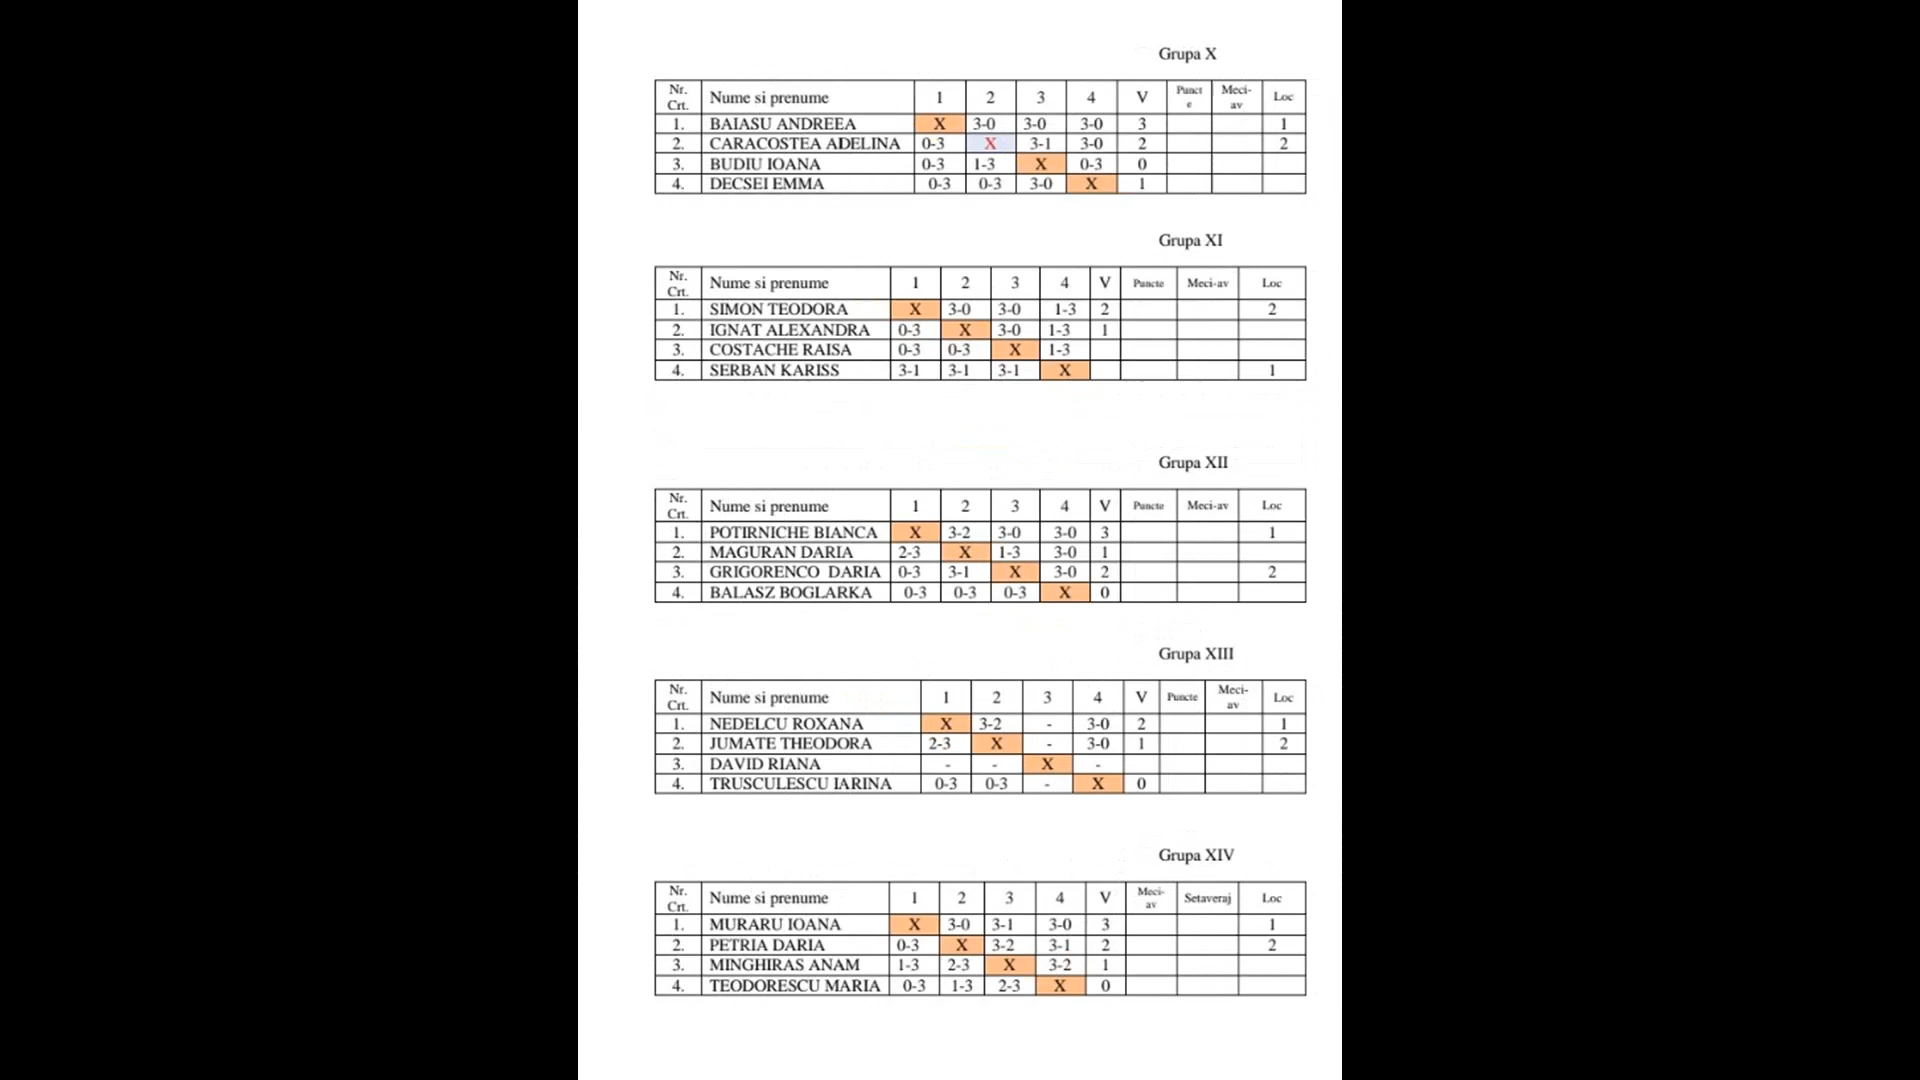 Grupa X
Nr. Crt. Nume si prenume 1 2 3 4 V Puncte Meci-av Loc
1. BAIASU ANDREEA X 3-0 3-0 3-0 3 1
2. CARACOSTEA ADELINA 0-3 X 3-1 3-0 2 2
3. BUDIU IOANA 0-3 1-3 X 0-3 0
4. DECSEI EMMA 0-3 0-3 3-0 X 1
Grupa XI
Nr. Crt. Nume si prenume 1 2 3 4 V Puncte Meci-av Loc
1. SIMON TEODORA X 3-0 3-0 1-3 2 2
2. IGNAT ALEXANDRA 0-3 X 3-0 1-3 1
3. COSTACHE RAISA 0-3 0-3 X 1-3
4. SERBAN KARISS 3-1 3-1 3-1 X 1
Grupa XII
Nr. Crt. Nume si prenume 1 2 3 4 V Puncte Meci-av Loc
1. POTIRNICHE BIANCA X 3-2 3-0 3-0 3 1
2. MAGURAN DARIA 2-3 X 1-3 3-0 1
3. GRIGORENCO DARIA 0-3 3-1 X 3-0 2 2
4. BALASZ BOGLARKA 0-3 0-3 0-3 X 0
Grupa XIII
Nr. Crt. Nume si prenume 1 2 3 4 V Puncte Meci-av Loc
1. NEDELCU ROXANA X 3-2 - 3-0 2 1
2. JUMATE THEODORA 2-3 X - 3-0 1 2
3. DAVID RIANA - - X -
4. TRUSCULESCU IARINA 0-3 0-3 - X 0
Grupa XIV
Nr. Crt. Nume si prenume 1 2 3 4 V Meci-av Setaveraj Loc
1. MURARU IOANA X 3-0 3-1 3-0 3 1
2. PETRIA DARIA 0-3 X 3-2 3-1 2 2
3. MINGHIRAS ANAM 1-3 2-3 X 3-2 1
4. TEODORESCU MARIA 0-3 1-3 2-3 X 0